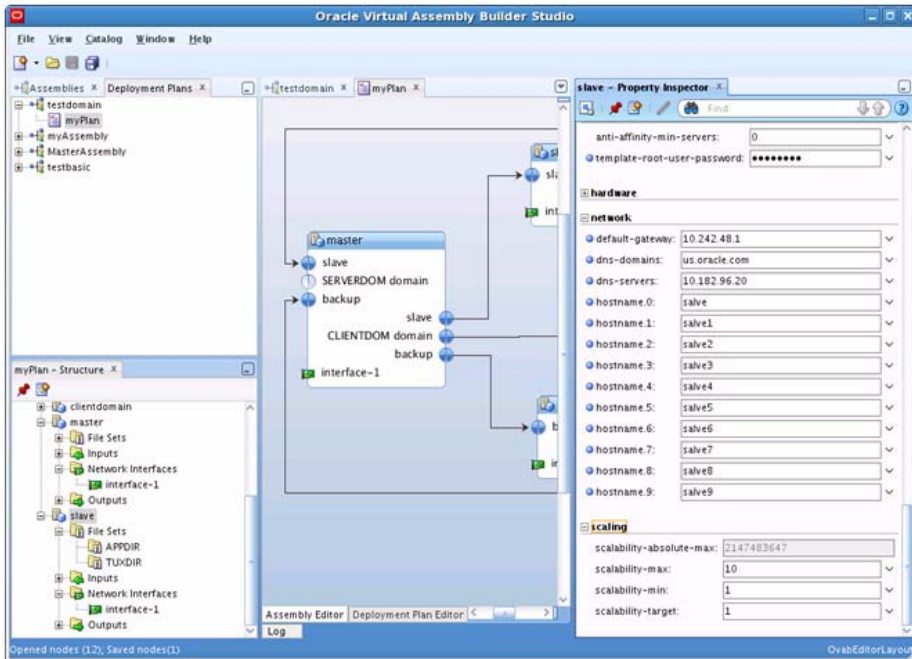 Oracle Virtual Assembly Builder Studio
File View Catalog Window Help
Assemblies x Deployment Plans x
testdomain
myPlan
myAssembly
MasterAssembly
testbasic
myPlan - Structure x
clientdomain
master
File Sets
Inputs
Network Interfaces
interface-1
Outputs
slave
File Sets
APPDIR
TUXDIR
Inputs
Network Interfaces
interface-1
Outputs
testdomain x myPlan x
master
slave
SERVERDOM domain
backup
slave
CLIENTDOM domain
backup
interface-1
sla
int
b
in
Assembly Editor Deployment Plan Editor
Log
slave - Property Inspector x
Find
anti-affinity-min-servers: 0
template-root-user-password: ••••••••
hardware
network
default-gateway: 10.242.48.1
dns-domains: us.oracle.com
dns-servers: 10.182.96.20
hostname.0: salve
hostname.1: salve1
hostname.2: salve2
hostname.3: salve3
hostname.4: salve4
hostname.5: salve5
hostname.6: salve6
hostname.7: salve7
hostname.8: salve8
hostname.9: salve9
scaling
scalability-absolute-max: 2147483647
scalability-max: 10
scalability-min: 1
scalability-target: 1
Opened nodes (12); Saved nodes(1) OvabEditorLayout